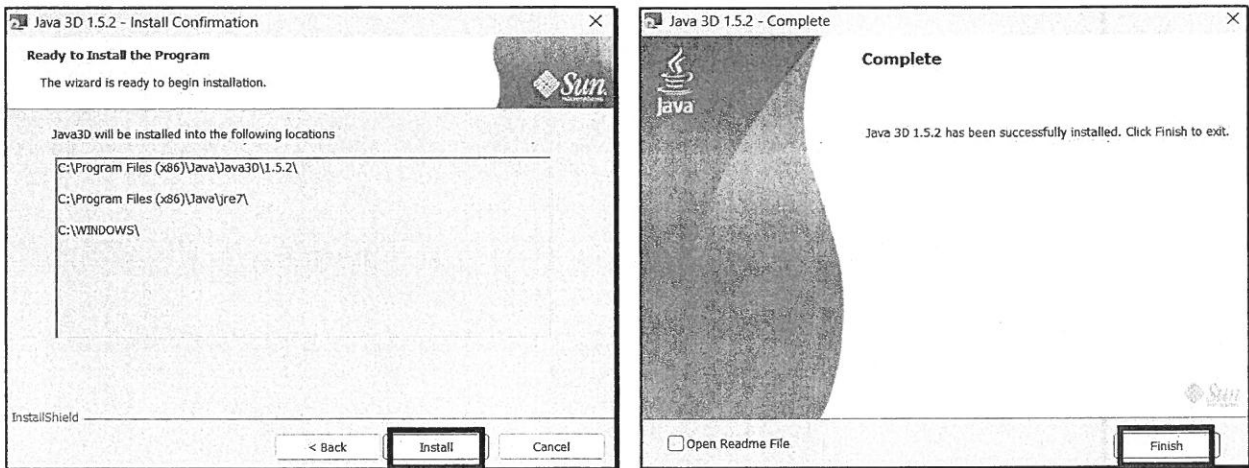 Java 3D 1.5.2 - Install Confirmation
Ready to Install the Program
The wizard is ready to begin installation.
Sun
Java3D will be installed into the following locations
C:\Program Files (x86)\Java\Java3D\1.5.2\
C:\Program Files (x86)\Java\jre7\
C:\WINDOWS\
InstallShield
< Back
Install
Cancel
Java 3D 1.5.2 - Complete
Java
Complete
Java 3D 1.5.2 has been successfully installed. Click Finish to exit.
Sun
Open Readme File
Finish